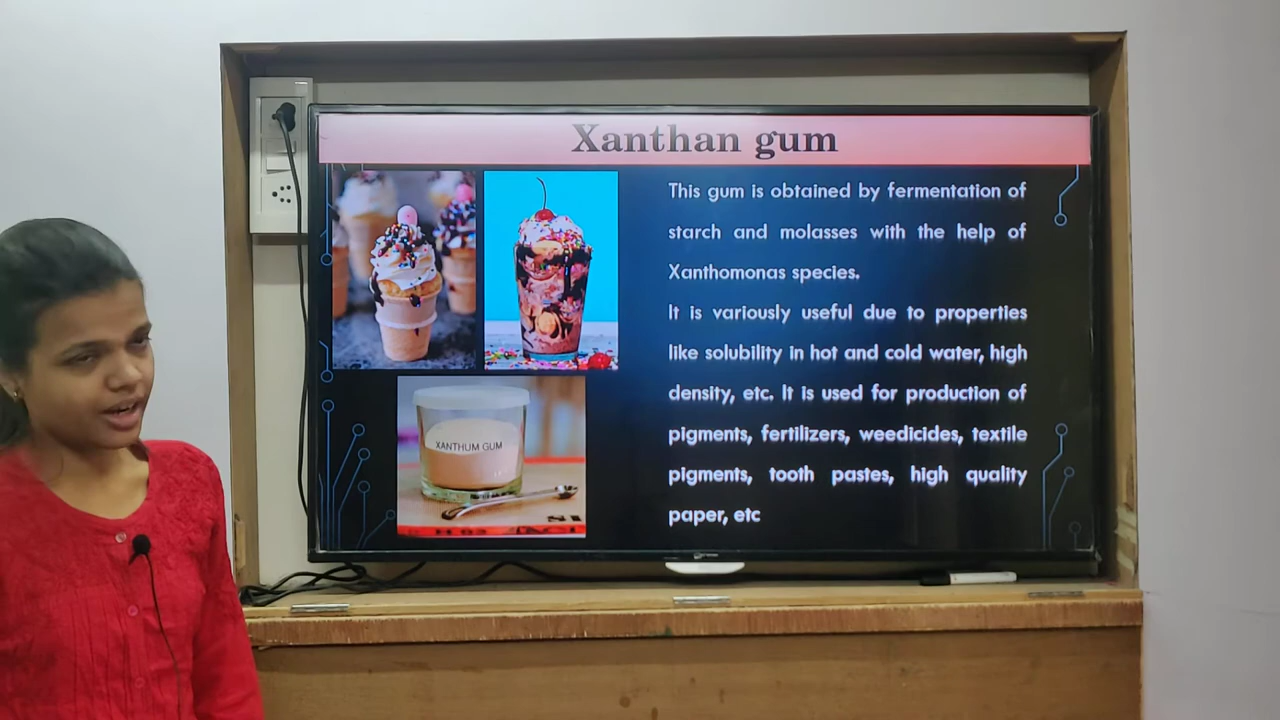 Xanthan gum
This gum is obtained by fermentation of
starch and molasses with the help of
Xanthomonas species.
It is variously useful due to properties
like solubility in hot and cold water, high
density, etc. It is used for production of
pigments, fertilizers, weedicides, textile
pigments, tooth pastes, high quality
paper, etc
XANTHUM GUM